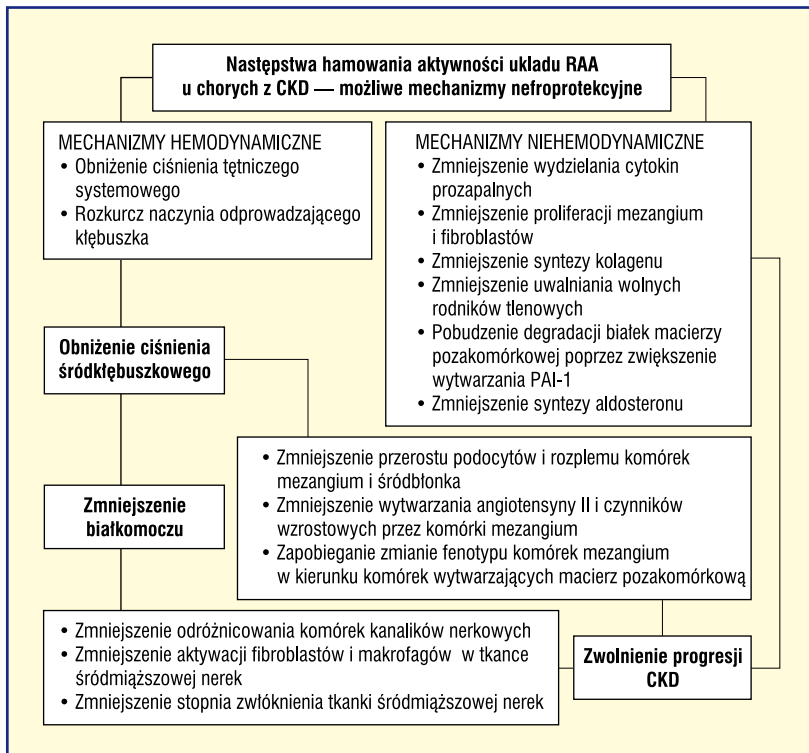 Następstwa hamowania aktywności układu RAA
u chorych z CKD — możliwe mechanizmy nefroprotekcyjne
MECHANIZMY HEMODYNAMICZNE
• Obniżenie ciśnienia tętniczego
systemowego
• Rozkurcz naczynia odprowadzającego
kłębuszka
MECHANIZMY NIEHEMODYNAMICZNE
• Zmniejszenie wydzielania cytokin
prozapalnych
• Zmniejszenie proliferacji mezangium
i fibroblastów
• Zmniejszenie syntezy kolagenu
• Zmniejszenie uwalniania wolnych
rodników tlenowych
• Pobudzenie degradacji białek macierzy
pozakomórkowej poprzez zwiększenie
wytwarzania PAI-1
• Zmniejszenie syntezy aldosteronu
Obniżenie ciśnienia
śródkłębuszkowego
• Zmniejszenie przerostu podocytów i rozplemu komórek
mezangium i śródbłonka
• Zmniejszenie wytwarzania angiotensyny II i czynników
wzrostowych przez komórki mezangium
• Zapobieganie zmianie fenotypu komórek mezangium
w kierunku komórek wytwarzających macierz pozakomórkową
Zmniejszenie
białkomoczu
• Zmniejszenie odróżnicowania komórek kanalików nerkowych
• Zmniejszenie aktywacji fibroblastów i makrofagów w tkance
śródmiąższowej nerek
• Zmniejszenie stopnia zwłóknienia tkanki śródmiąższowej nerek
Zwolnienie progresji
CKD